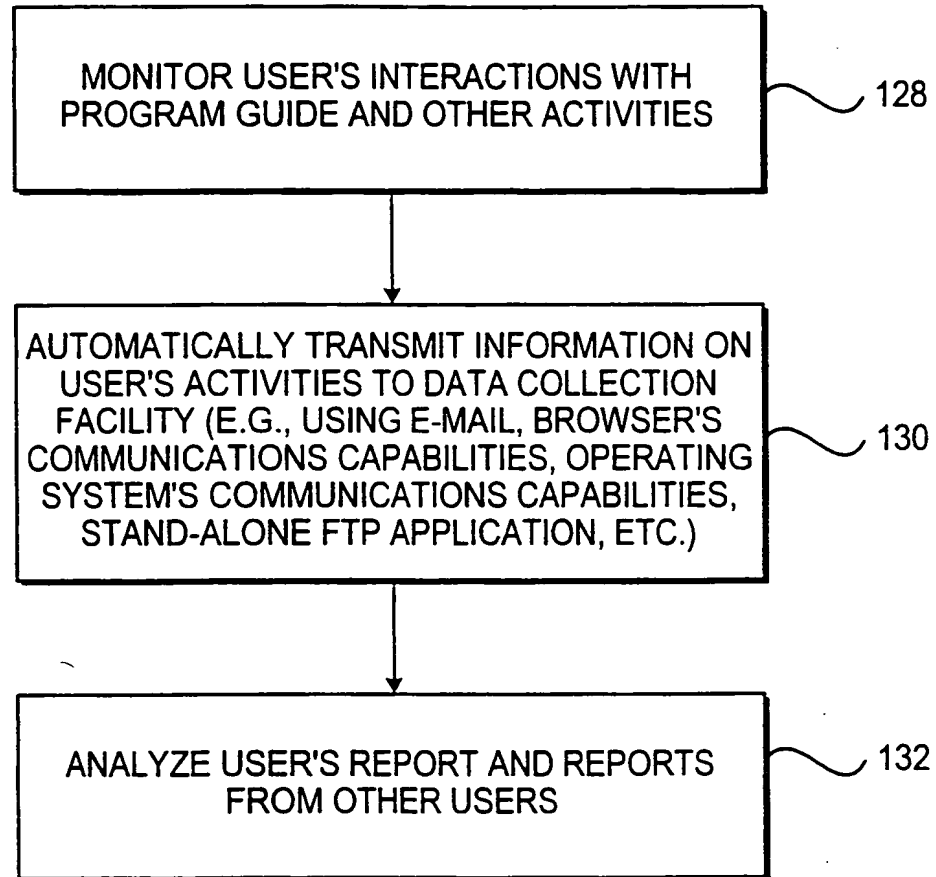 MONITOR USER'S INTERACTIONS WITH
PROGRAM GUIDE AND OTHER ACTIVITIES
128
AUTOMATICALLY TRANSMIT INFORMATION ON
USER'S ACTIVITIES TO DATA COLLECTION
FACILITY (E.G., USING E-MAIL, BROWSER'S
COMMUNICATIONS CAPABILITIES, OPERATING
SYSTEM'S COMMUNICATIONS CAPABILITIES,
STAND-ALONE FTP APPLICATION, ETC.)
130
ANALYZE USER'S REPORT AND REPORTS
FROM OTHER USERS
132